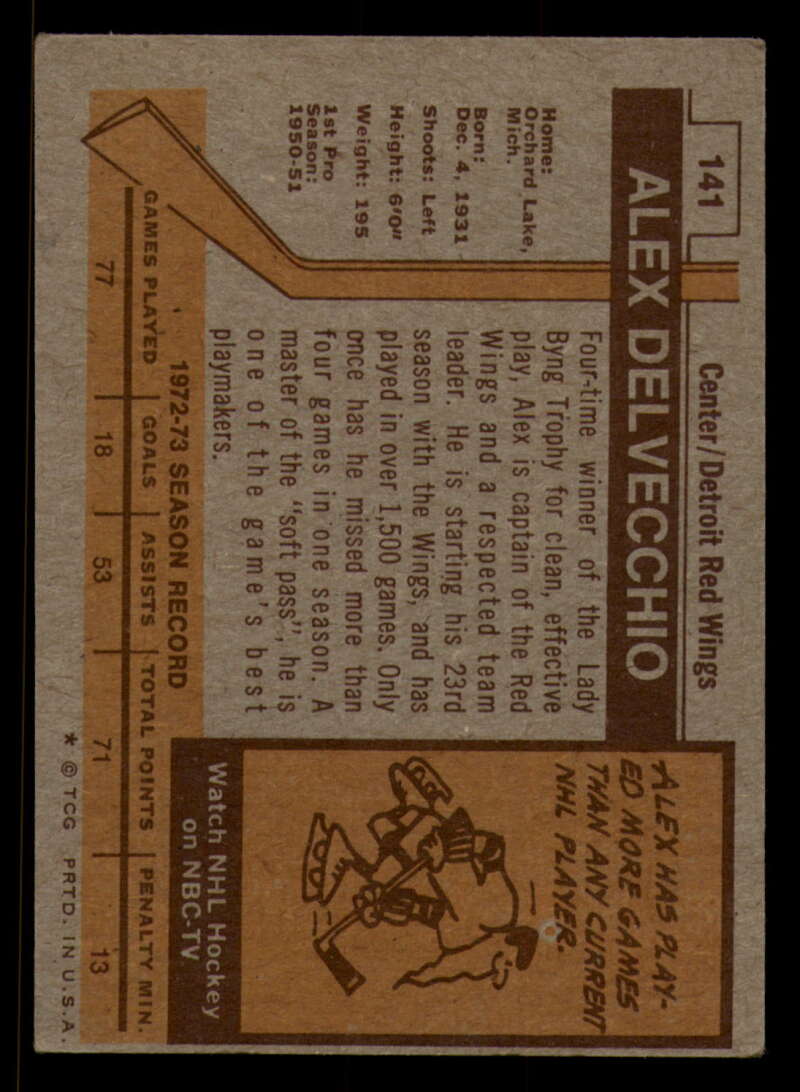 141
Center/Detroit Red Wings
ALEX DELVECCHIO
Home:
Orchard Lake,
Mich.
Born:
Dec. 4, 1931
Shoots: Left
Height: 6'0"
Weight: 195
1st Pro
Season:
1950-51
Four-time winner of the Lady
Byng Trophy for clean, effective
play, Alex is captain of the Red
Wings and a respected team
leader. He is starting his 23rd
season with the Wings, and has
played in over 1,500 games. Only
once has he missed more than
four games in one season. A
master of the "soft pass", he is
one of the game's best
playmakers.
ALEX HAS PLAY-
ED MORE GAMES
THAN ANY CURRENT
NHL PLAYER.
Watch NHL Hockey
on NBC-TV
1972-73 SEASON RECORD
GAMES PLAYED GOALS ASSISTS TOTAL POINTS PENALTY MIN.
77 18 53 71 13
* © TCG PRTD. IN U.S.A.